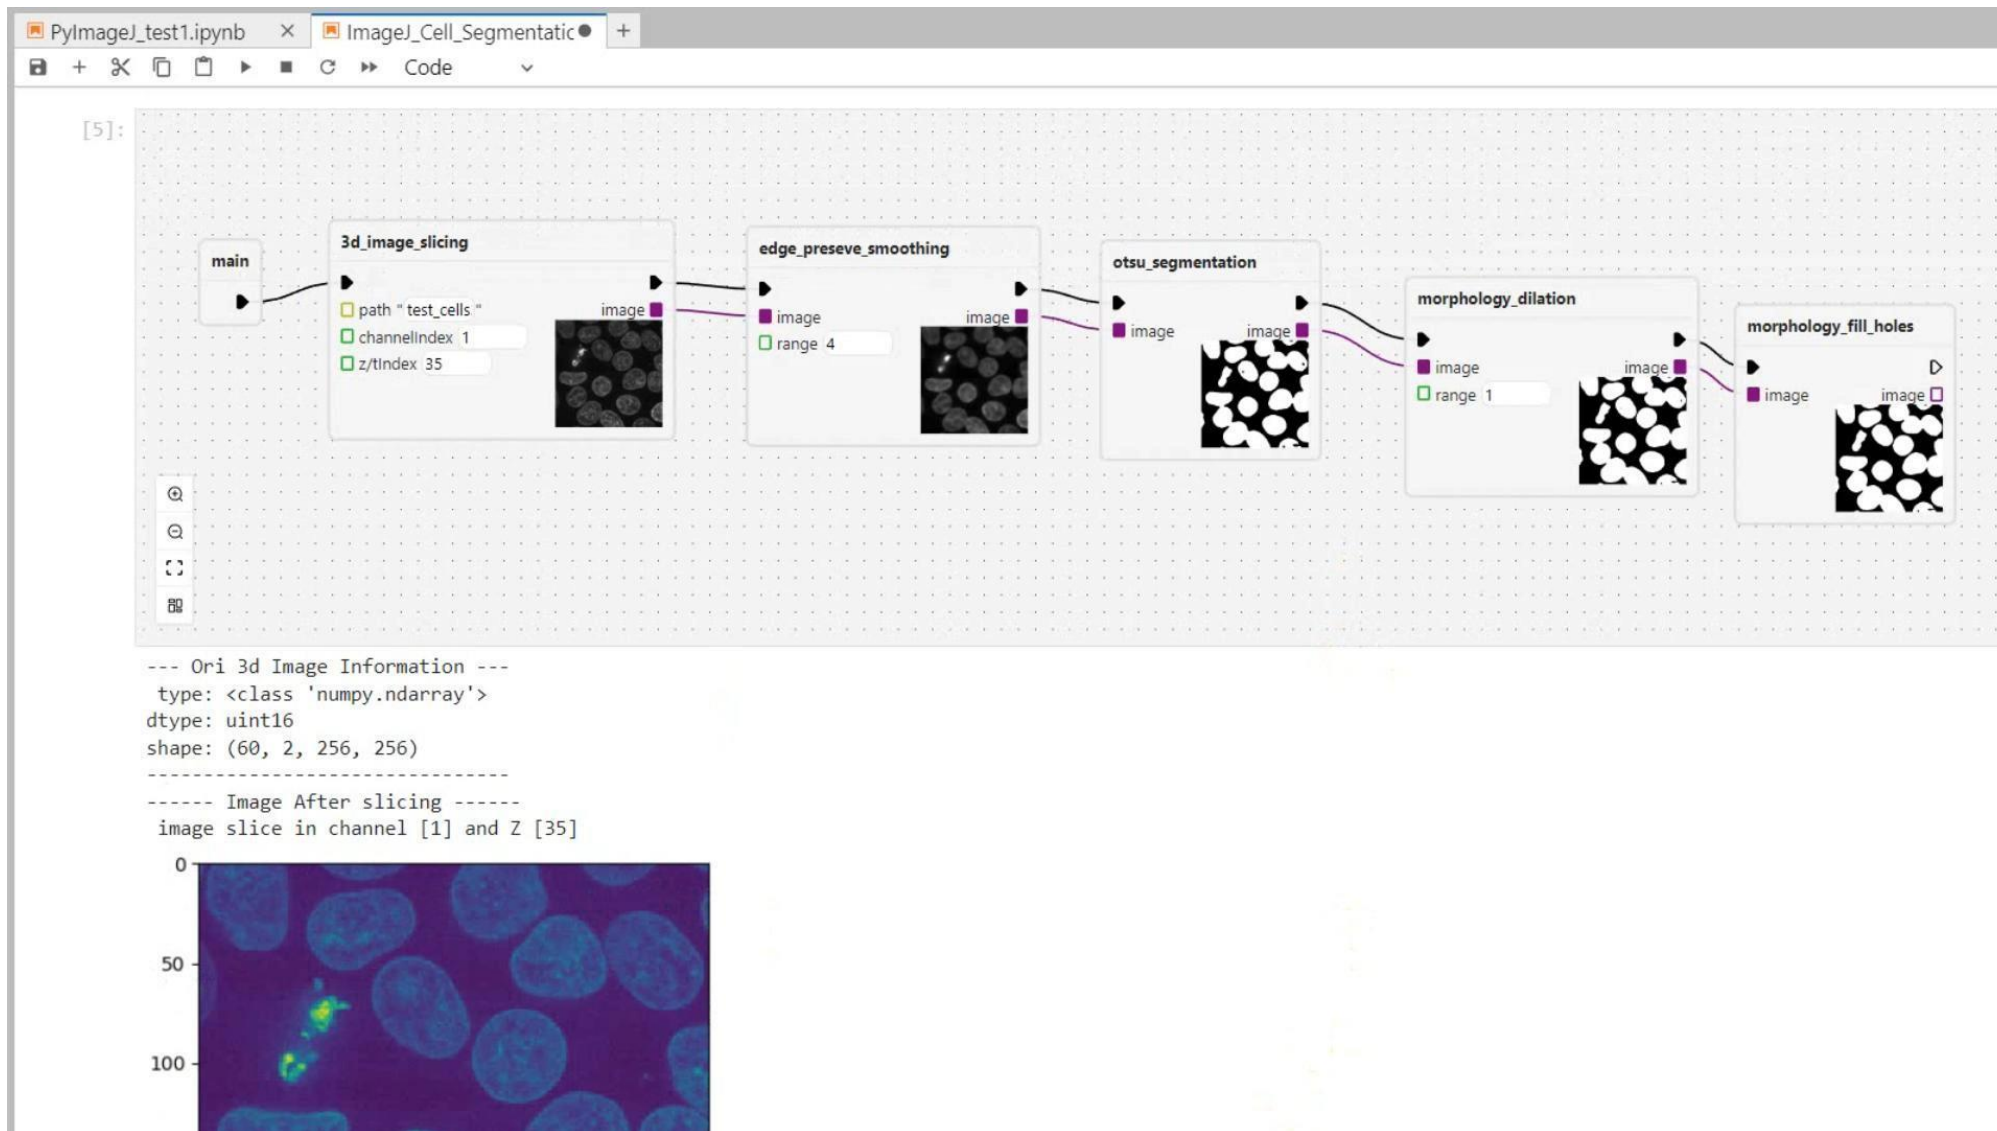 PyImageJ_test1.ipynb
ImageJ_Cell_Segmentatic
Code
[5]:
main
3d_image_slicing
path " test_cells "
image
channelIndex 1
z/tIndex 35
edge_preseve_smoothing
image
image
range 4
otsu_segmentation
image
image
morphology_dilation
image
image
range 1
morphology_fill_holes
image
image
--- Ori 3d Image Information ---
type: <class 'numpy.ndarray'>
dtype: uint16
shape: (60, 2, 256, 256)
--------------------------------
------ Image After slicing ------
image slice in channel [1] and Z [35]
0
50
100